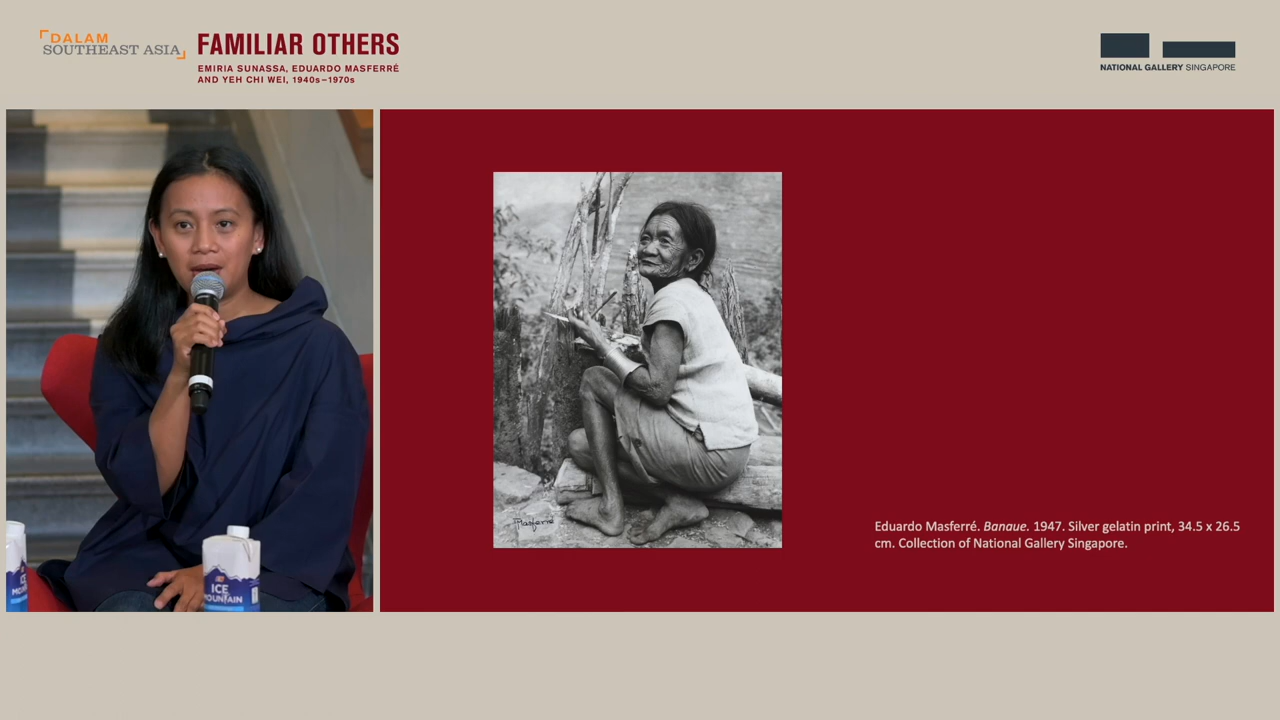 DALAM
SOUTHEAST ASIA
FAMILIAR OTHERS
EMIRIA SUNASSA, EDUARDO MASFERRÉ
AND YEH CHI WEI, 1940s–1970s
NATIONAL GALLERY SINGAPORE
Masferré
Eduardo Masferré. Banaue. 1947. Silver gelatin print, 34.5 x 26.5
cm. Collection of National Gallery Singapore.
ICE
MOUNTAIN